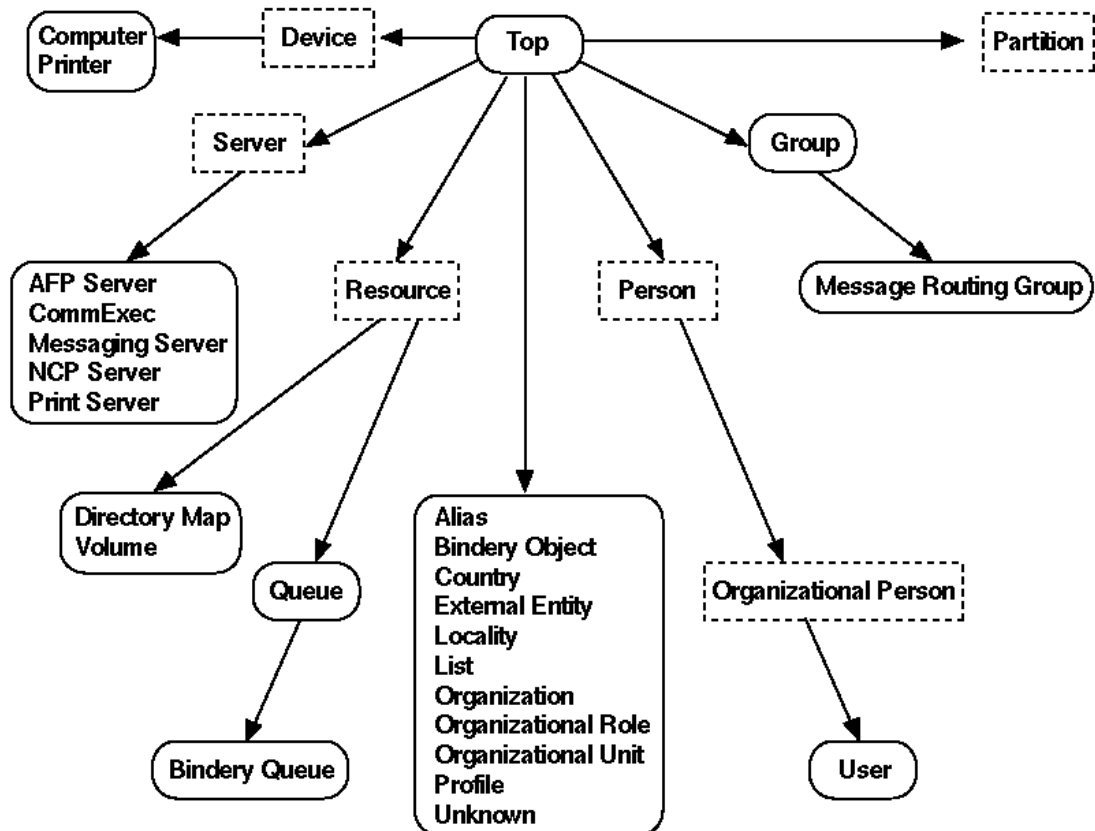 Computer
Printer
Device
Top
Partition
Server
Group
AFP Server
CommExec
Messaging Server
NCP Server
Print Server
Resource
Person
Message Routing Group
Directory Map
Volume
Queue
Alias
Bindery Object
Country
External Entity
Locality
List
Organization
Organizational Role
Organizational Unit
Profile
Unknown
Organizational Person
Bindery Queue
User